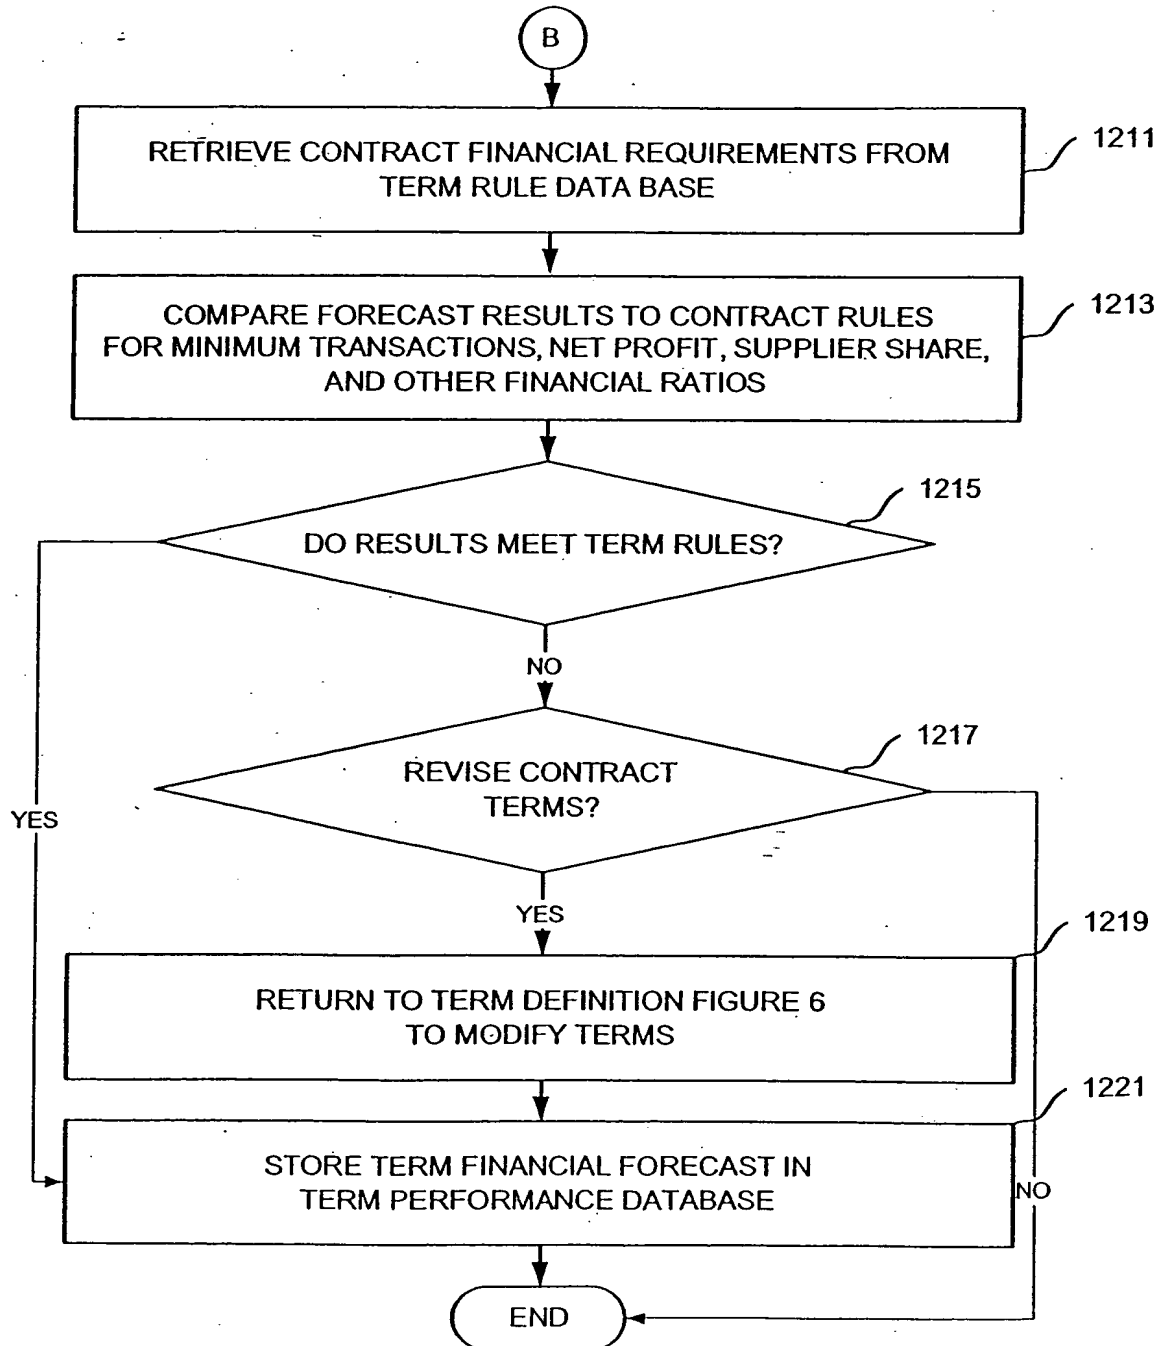 B
RETRIEVE CONTRACT FINANCIAL REQUIREMENTS FROM
TERM RULE DATA BASE
1211
COMPARE FORECAST RESULTS TO CONTRACT RULES
FOR MINIMUM TRANSACTIONS, NET PROFIT, SUPPLIER SHARE,
AND OTHER FINANCIAL RATIOS
1213
DO RESULTS MEET TERM RULES?
1215
NO
REVISE CONTRACT
TERMS?
1217
YES
YES
RETURN TO TERM DEFINITION FIGURE 6
TO MODIFY TERMS
1219
STORE TERM FINANCIAL FORECAST IN
TERM PERFORMANCE DATABASE
1221
NO
END